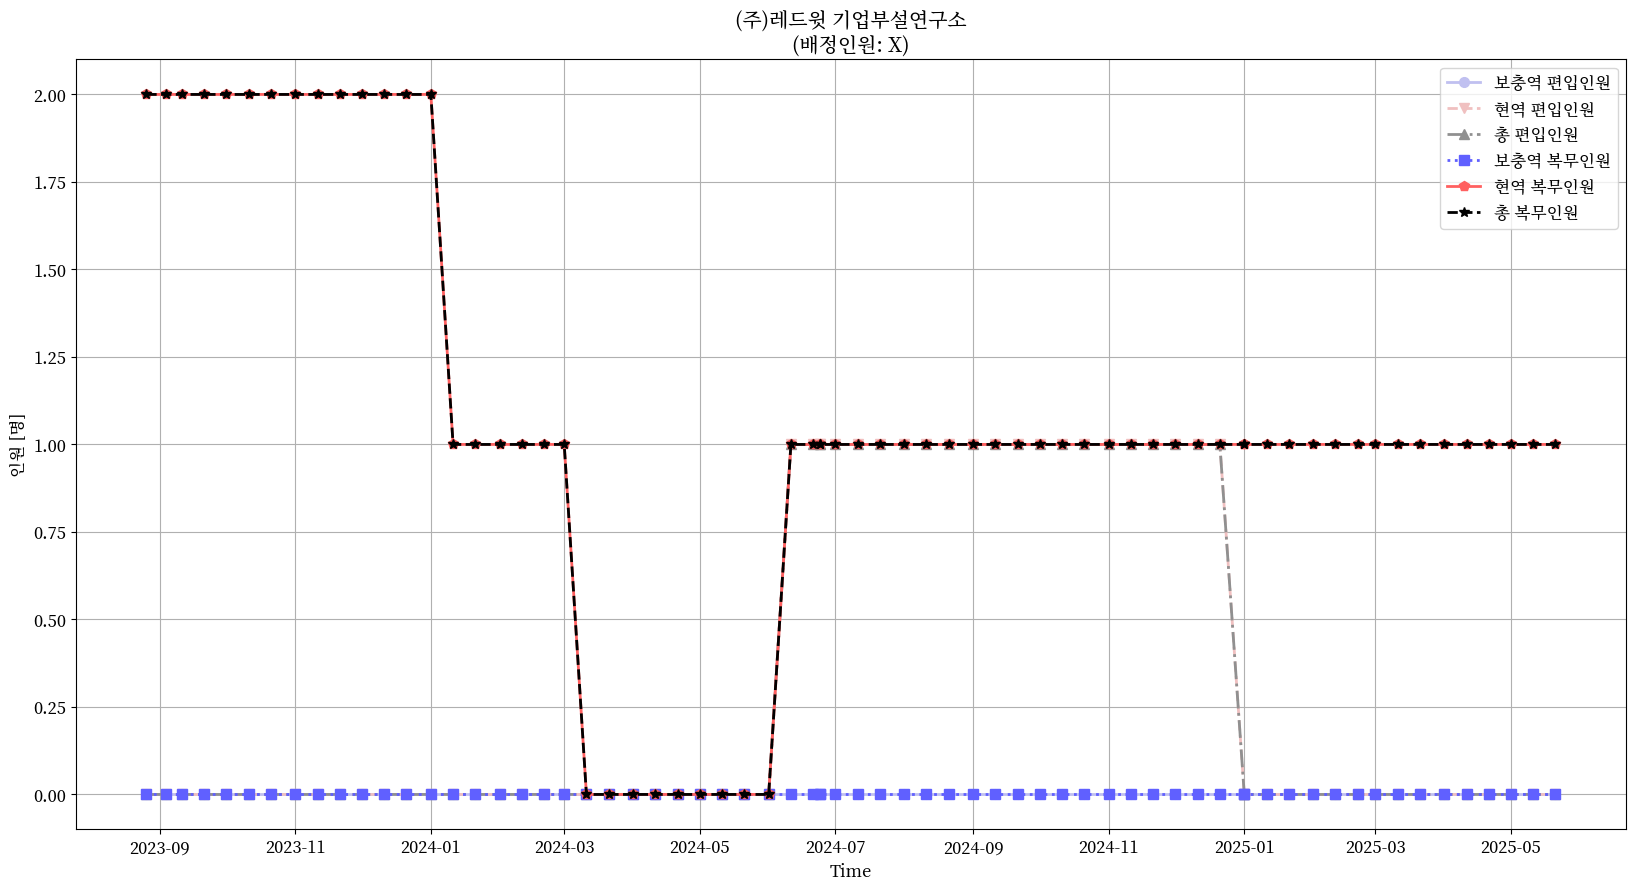 (주)레드윗 기업부설연구소
(배정인원: X)
보충역 편입인원
현역 편입인원
총 편입인원
보충역 복무인원
현역 복무인원
총 복무인원
인원 [명]
2.00
1.75
1.50
1.25
1.00
0.75
0.50
0.25
0.00
2023-09 2023-11 2024-01 2024-03 2024-05 2024-07 2024-09 2024-11 2025-01 2025-03 2025-05
Time